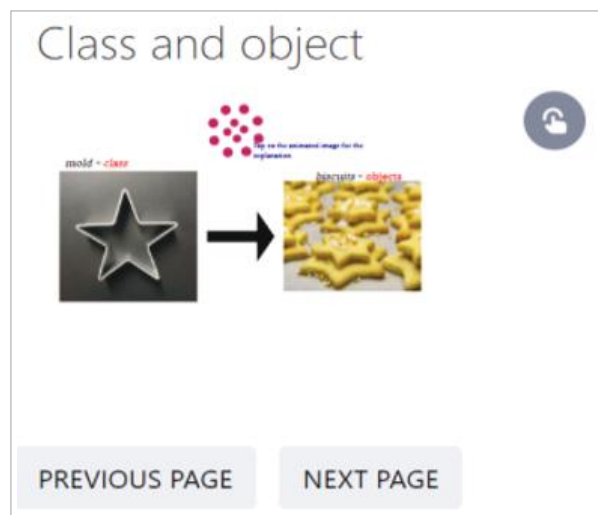 Class and object
Tap on the animated image for the
explanation
mold - class
biscuits - objects
PREVIOUS PAGE
NEXT PAGE